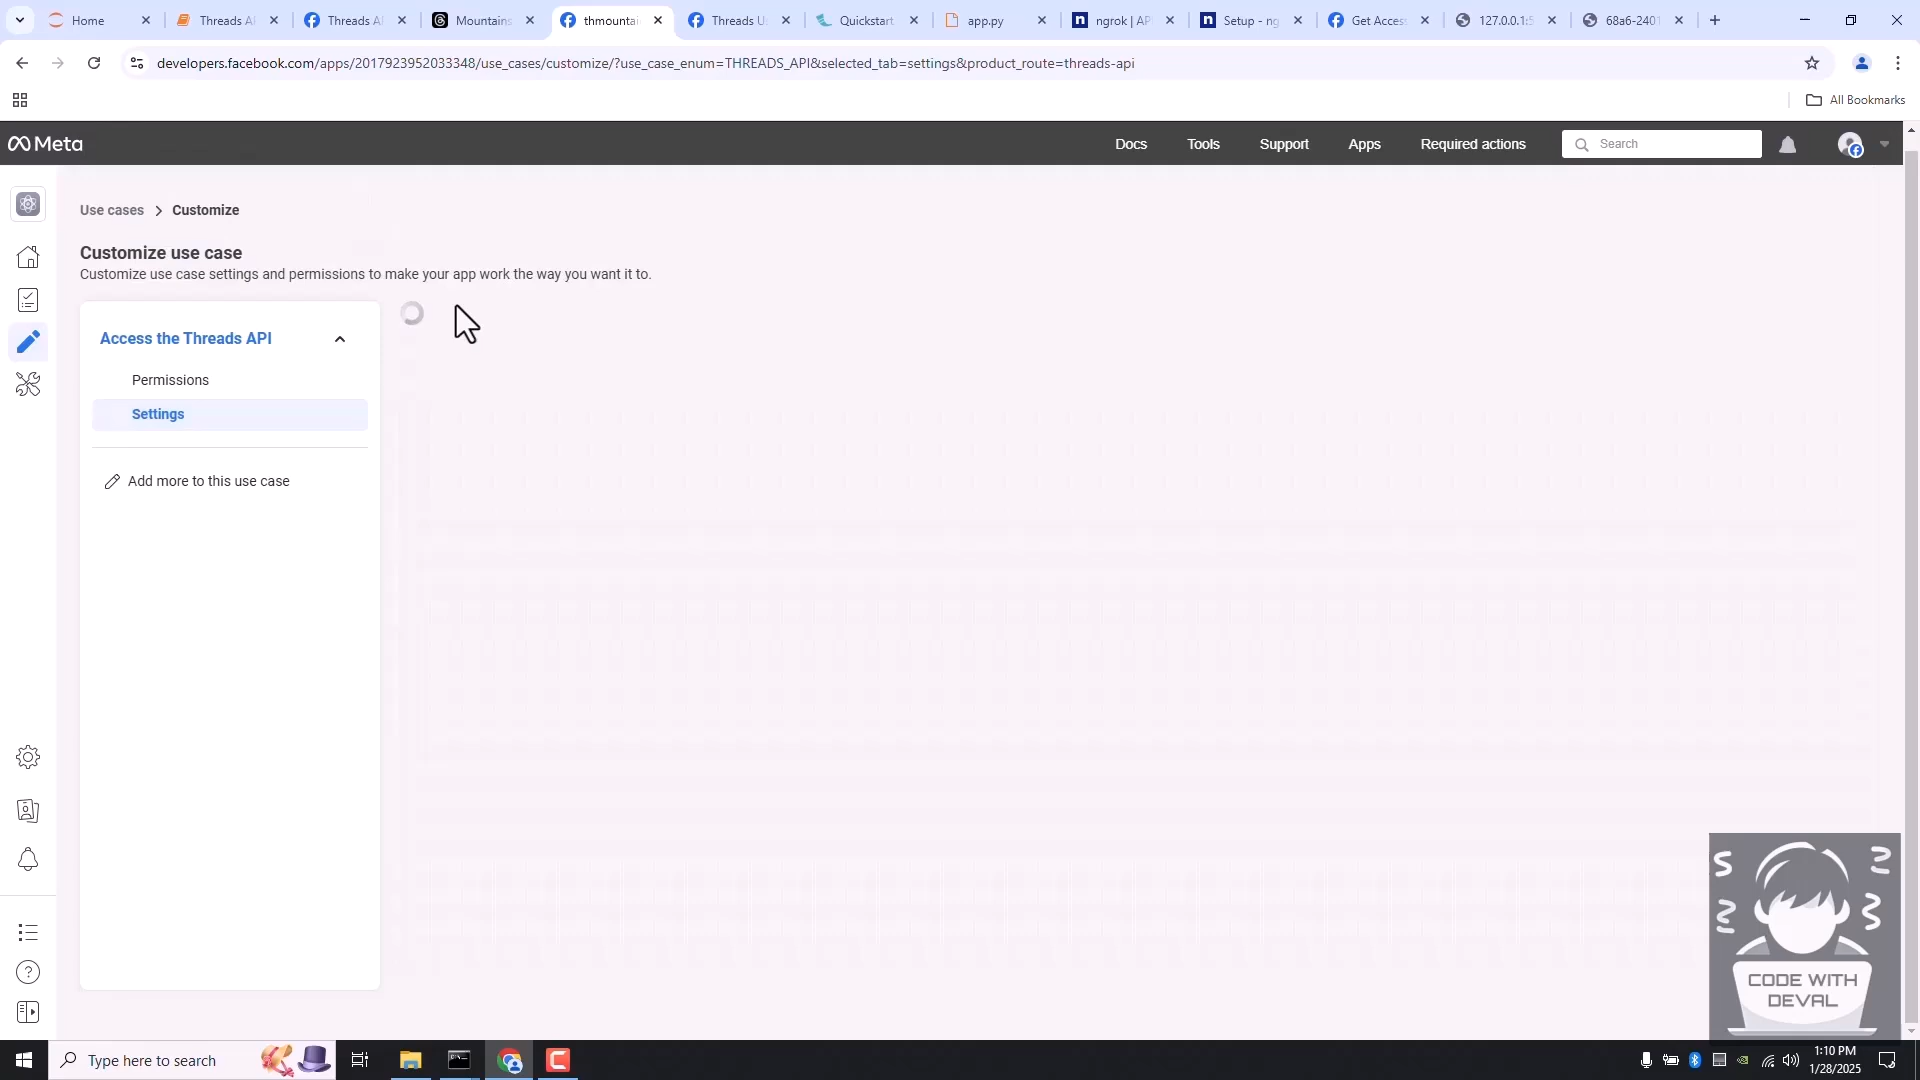 Home
Threads A
Threads A
Mountains
thmountai
Threads U
Quickstart
app.py
ngrok | AP
Setup - ng
Get Acces
127.0.0.1:5
68a6-2401
developers.facebook.com/apps/2017923952033348/use_cases/customize/?use_case_enum=THREADS_API&selected_tab=settings&product_route=threads-api
All Bookmarks
Meta
Docs
Tools
Support
Apps
Required actions
Search
Use cases > Customize
Customize use case
Customize use case settings and permissions to make your app work the way you want it to.
Access the Threads API
Permissions
Settings
Add more to this use case
CODE WITH
DEVAL
Type here to search
1:10 PM
1/28/2025